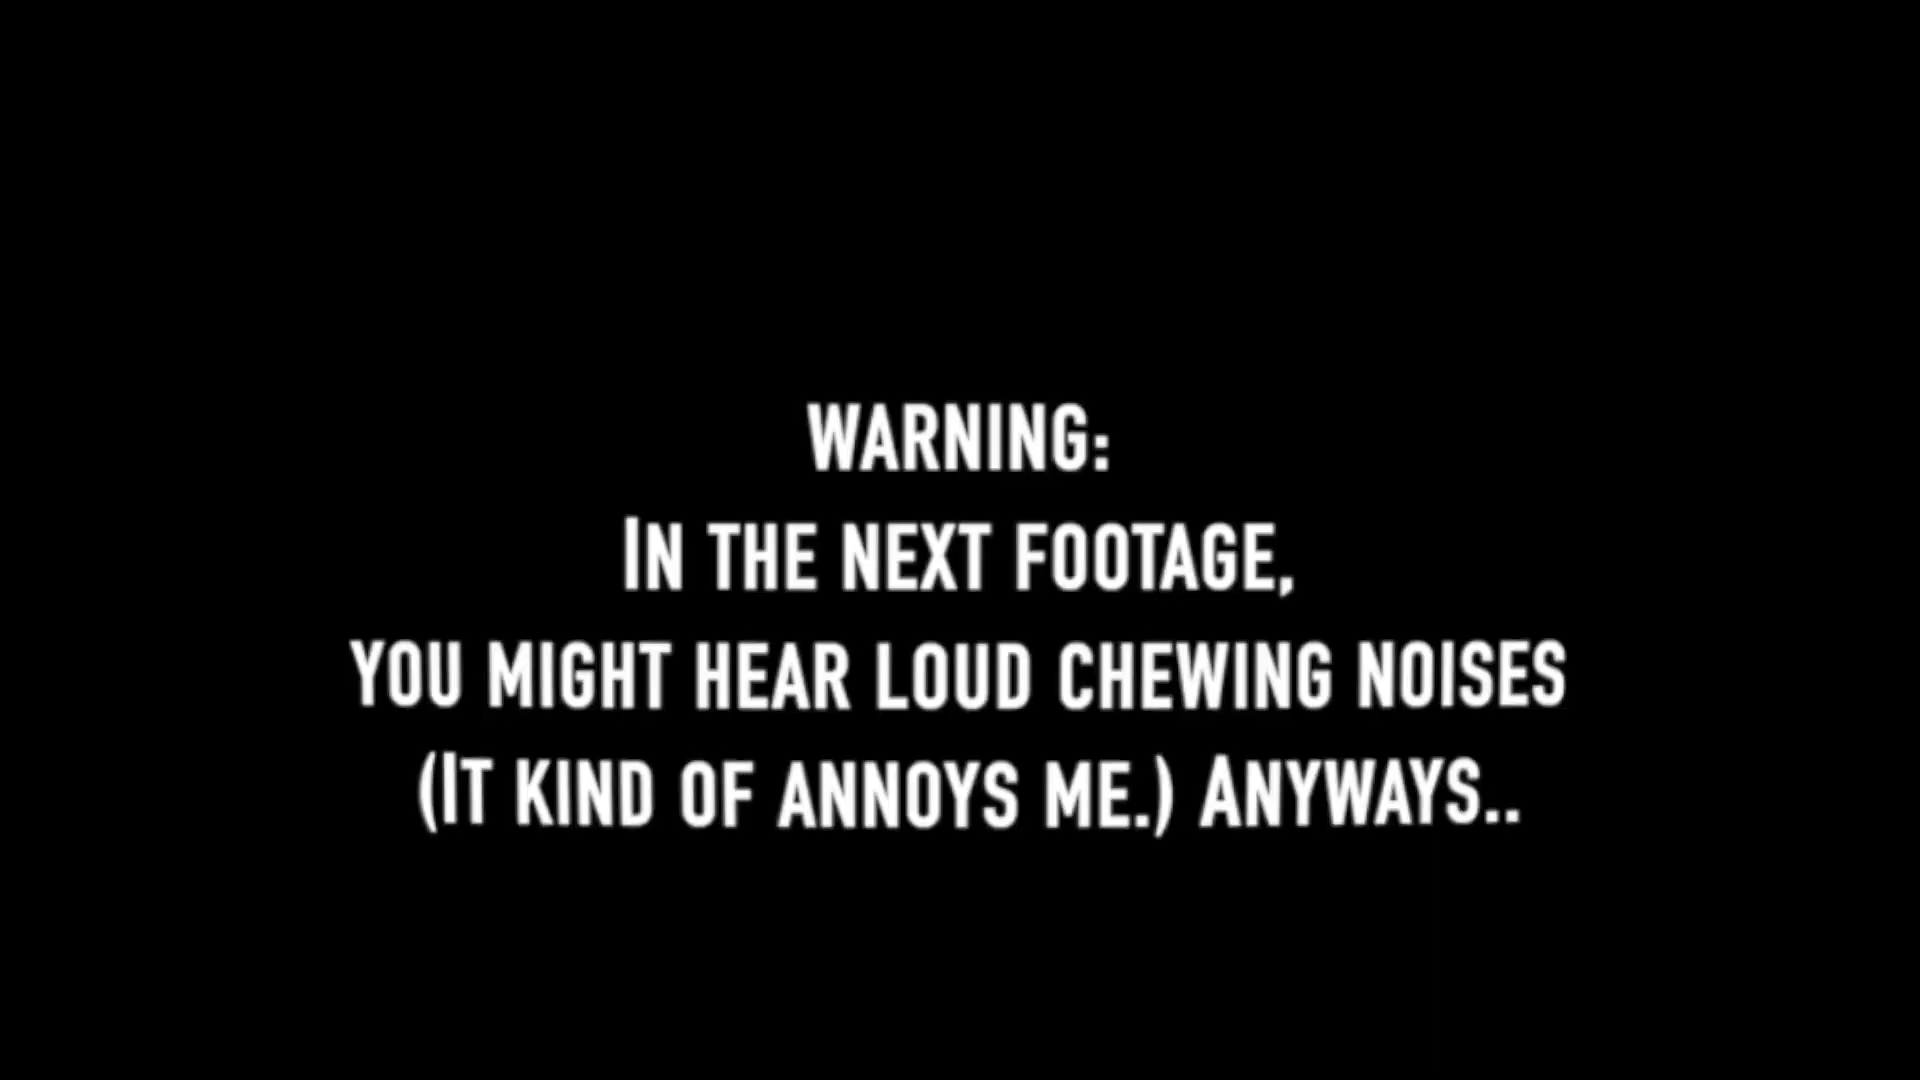 WARNING:
IN THE NEXT FOOTAGE,
YOU MIGHT HEAR LOUD CHEWING NOISES
(IT KIND OF ANNOYS ME.) ANYWAYS..